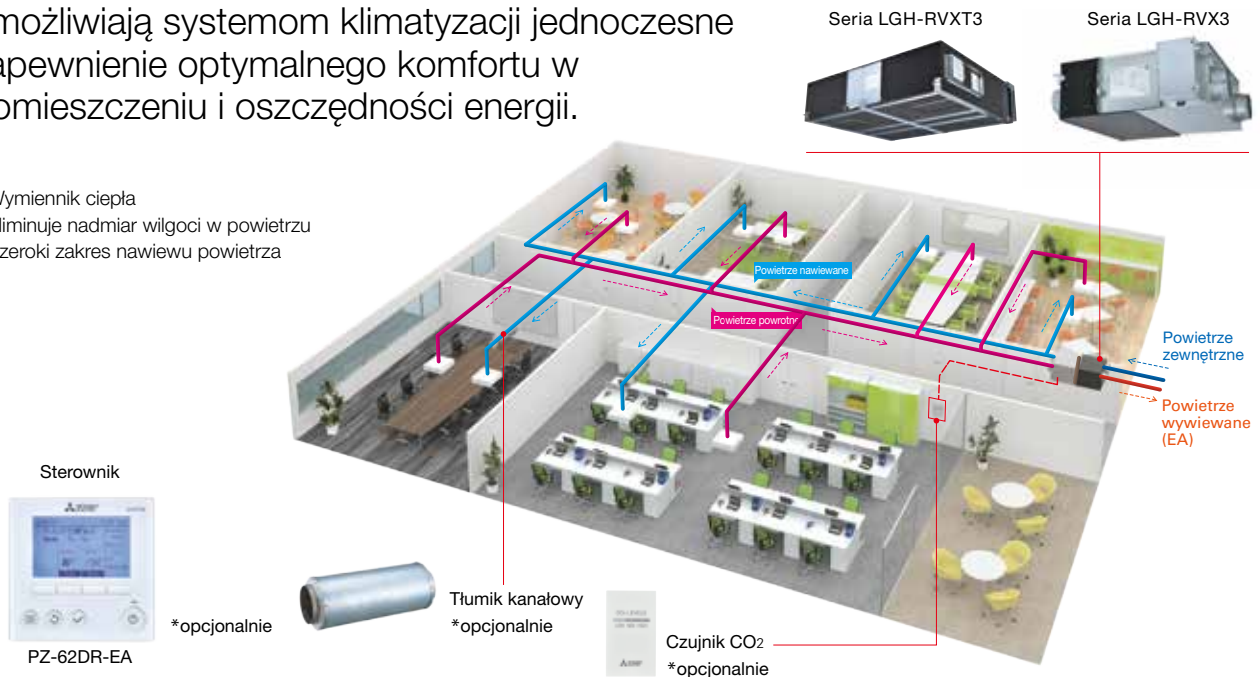 możliwiają systemom klimatyzacji jednoczesne
apewnienie optymalnego komfortu w
omieszczeniu i oszczędności energii.
Seria LGH-RVXT3
Seria LGH-RVX3
Wymiennik ciepła
liminuje nadmiar wilgoci w powietrzu
zeroki zakres nawiewu powietrza
Powietrze nawiewane
Powietrze powrotne
Powietrze
zewnętrzne
Powietrze
wywiewane
(EA)
Sterownik
*opcjonalnie
PZ-62DR-EA
Tłumik kanałowy
*opcjonalnie
Czujnik CO2
*opcjonalnie